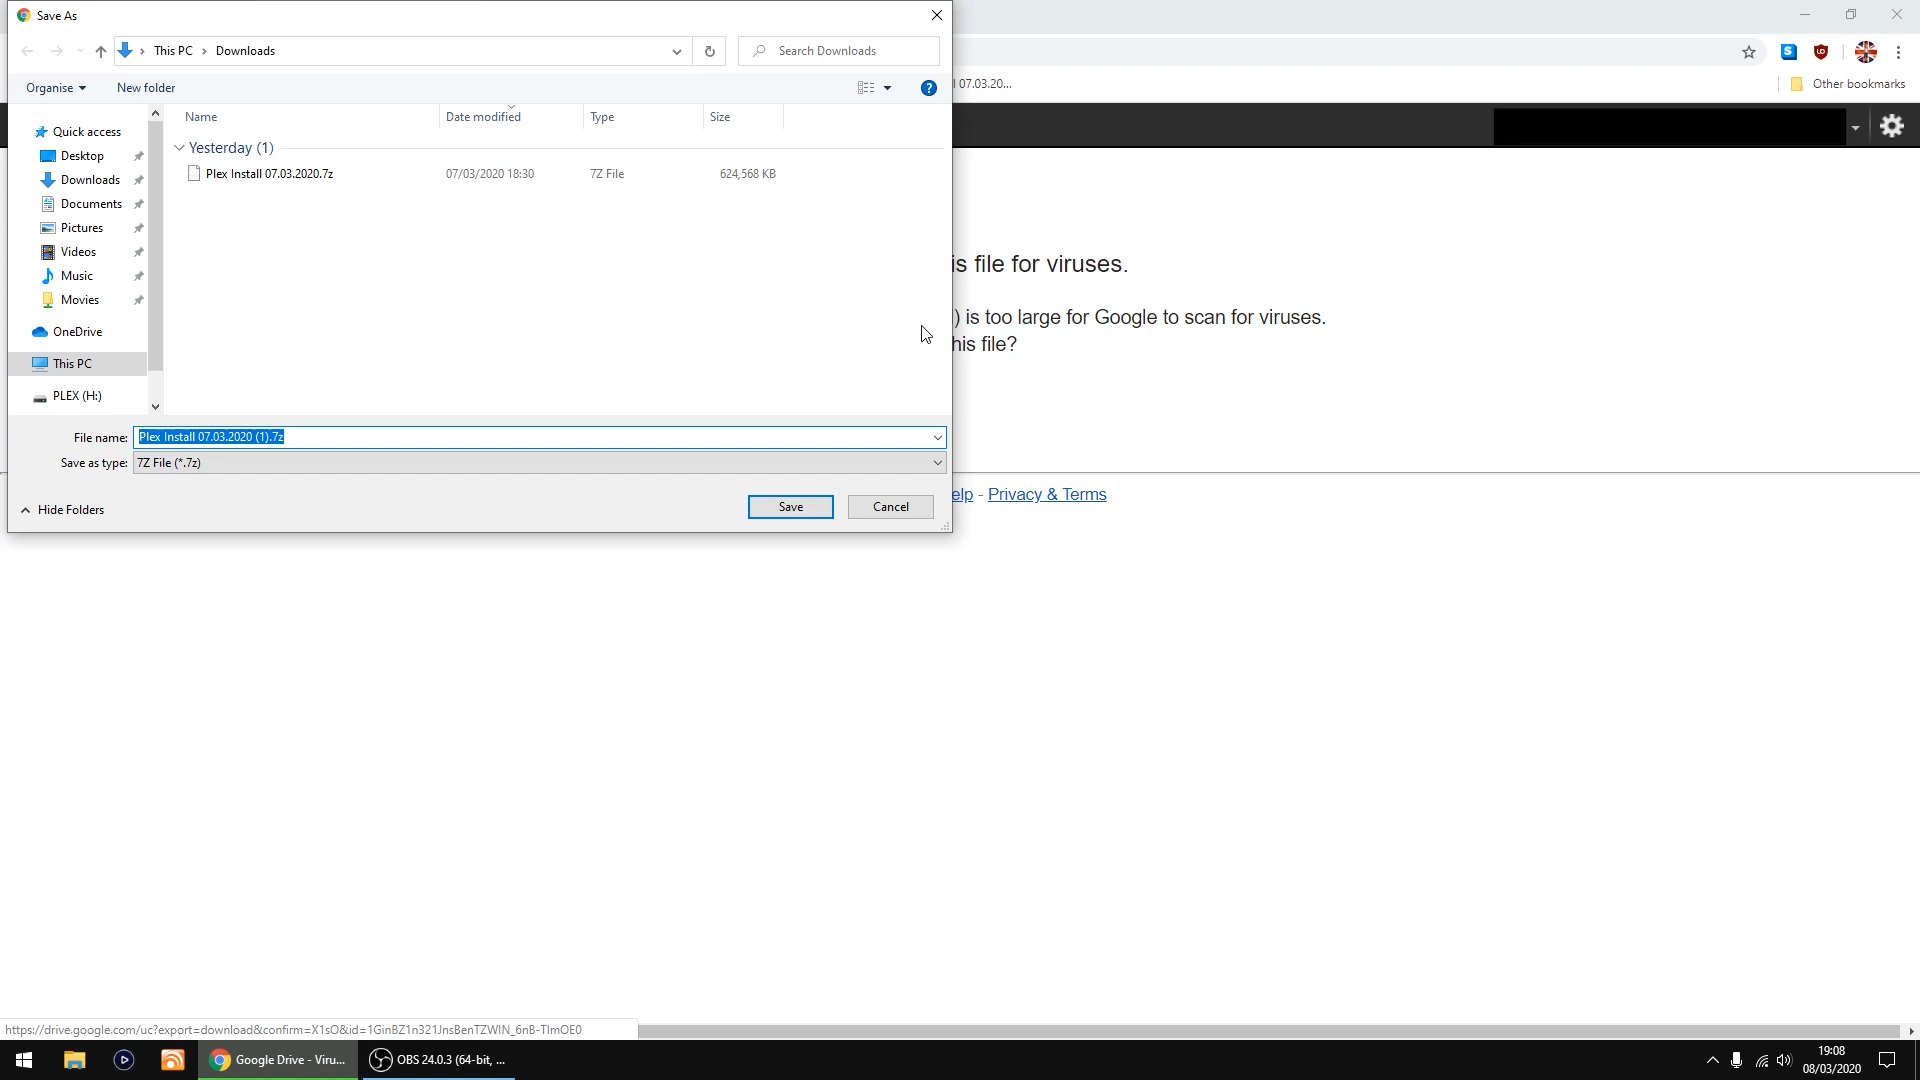 Save As
This PC
Downloads
Search Downloads
07.03.20...
Other bookmarks
Organise
New folder
Name
Date modified
Type
Size
Quick access
Desktop
Downloads
Documents
Pictures
Videos
Music
Movies
OneDrive
This PC
PLEX (H:)
Yesterday (1)
Plex Install 07.03.2020.7z
07/03/2020 18:30
7Z File
624,568 KB
is file for viruses.
) is too large for Google to scan for viruses.
his file?
File name:
Plex Install 07.03.2020 (1).7z
Save as type:
7Z File (*.7z)
Hide Folders
Save
Cancel
elp - Privacy & Terms
https://drive.google.com/uc?export=download&confirm=X1sO&id=1GinBZ1n321JnsBenTZWIN_6nB-TImOE0
Google Drive - Viru...
OBS 24.0.3 (64-bit, ...
19:08
08/03/2020